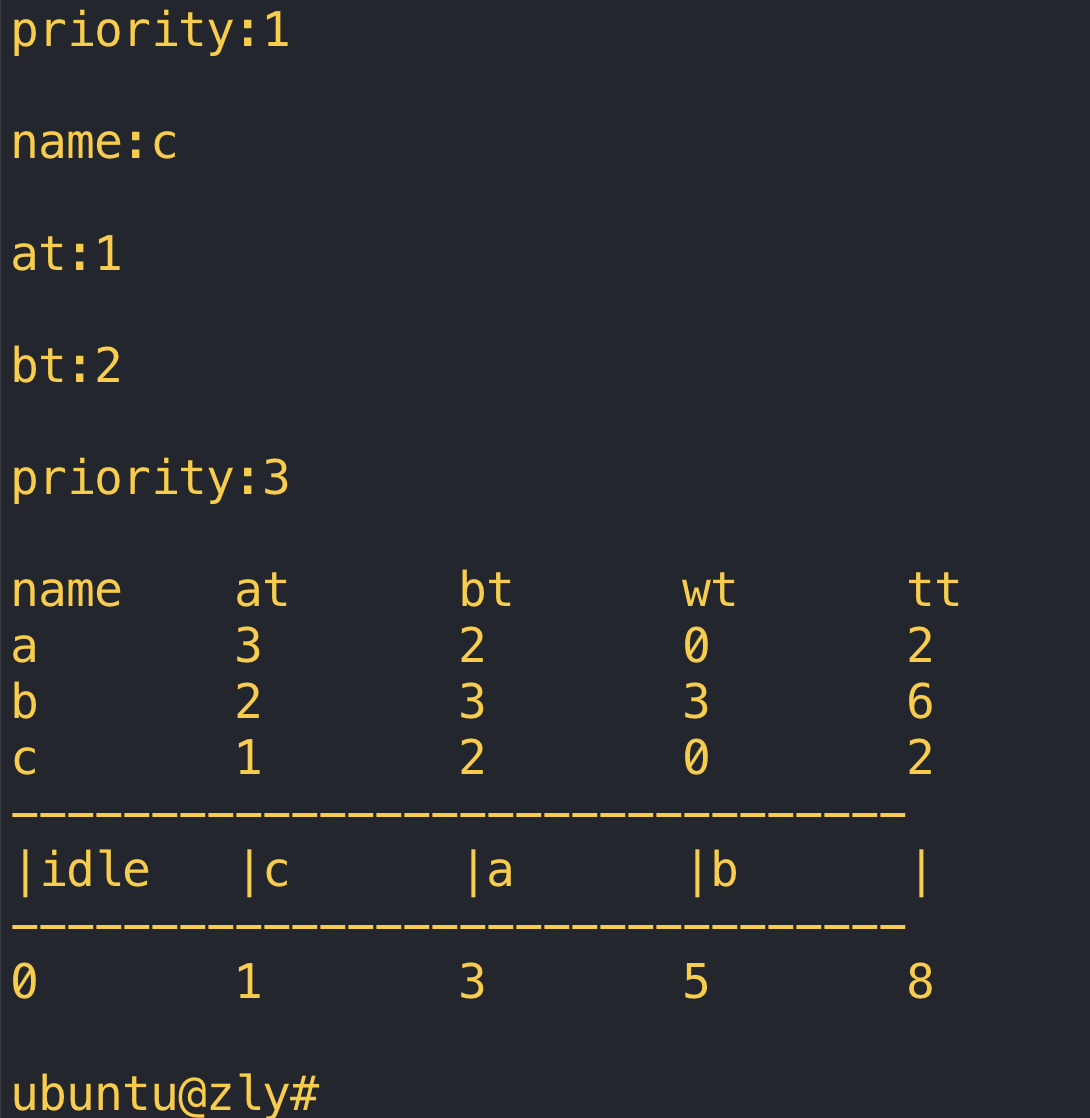 priority:1
name:c
at:1
bt:2
priority:3
name at bt wt tt
a 3 2 0 2
b 2 3 3 6
c 1 2 0 2
--------------------------------
|idle |c |a |b |
--------------------------------
0 1 3 5 8
ubuntu@zly#